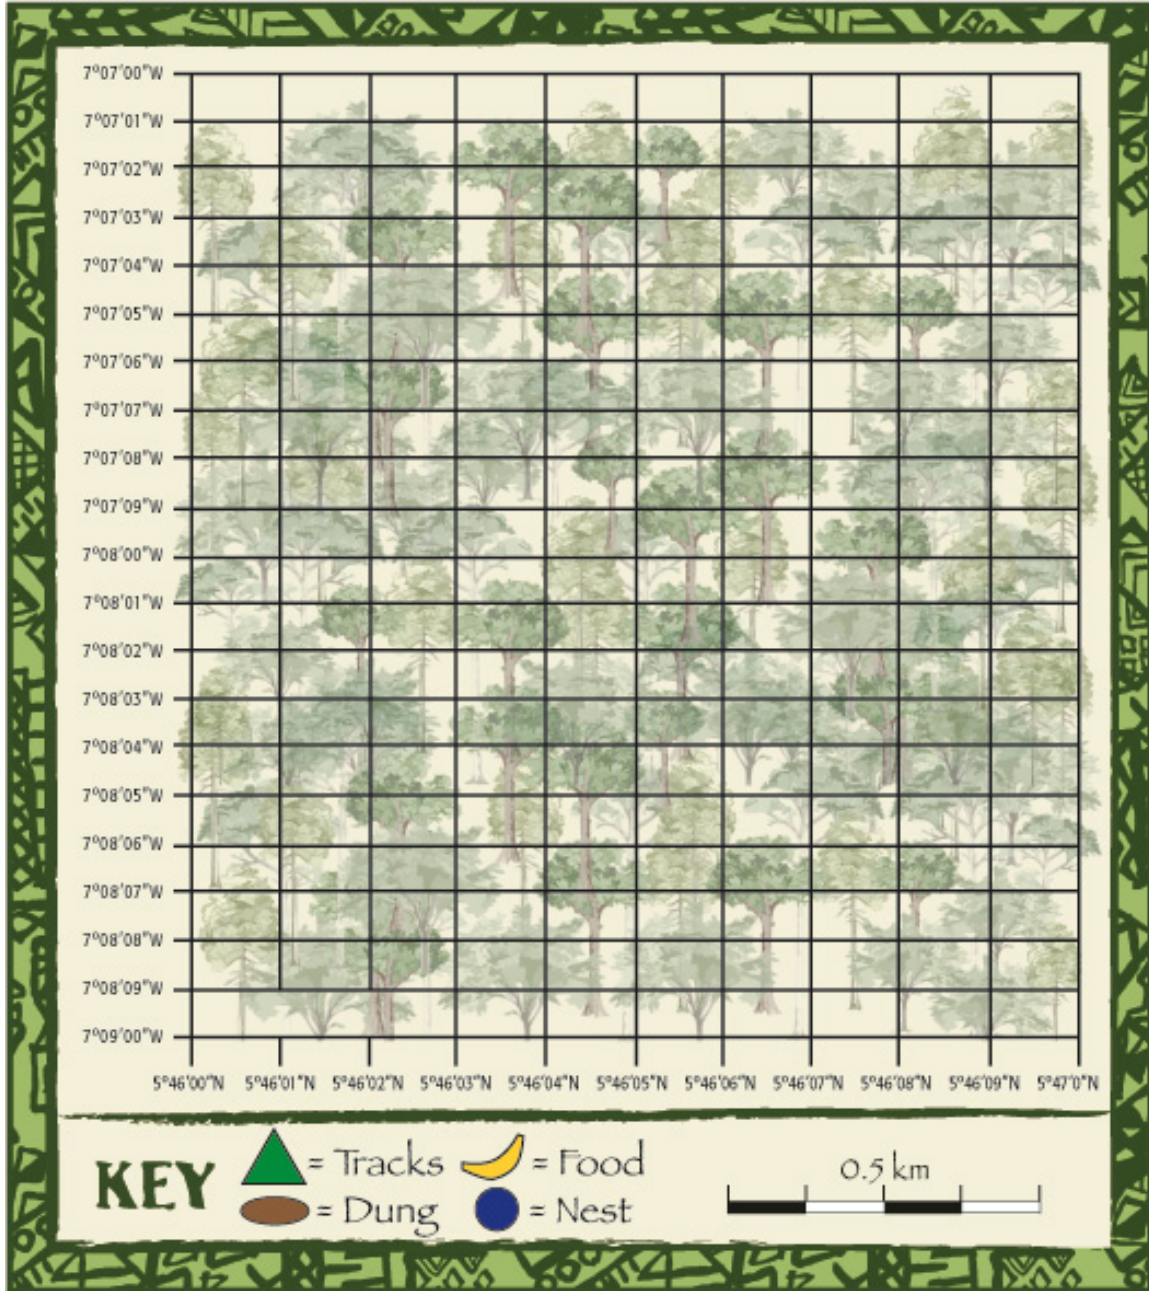 7°07'00"W
7°07'01"W
7°07'02"W
7°07'03"W
7°07'04"W
7°07'05"W
7°07'06"W
7°07'07"W
7°07'08"W
7°07'09"W
7°08'00"W
7°08'01"W
7°08'02"W
7°08'03"W
7°08'04"W
7°08'05"W
7°08'06"W
7°08'07"W
7°08'08"W
7°08'09"W
7°09'00"W
5°46'00"N 5°46'01"N 5°46'02"N 5°46'03"N 5°46'04"N 5°46'05"N 5°46'06"N 5°46'07"N 5°46'08"N 5°46'09"N 5°47'0"N
KEY = Tracks = Food 0.5 km
= Dung = Nest